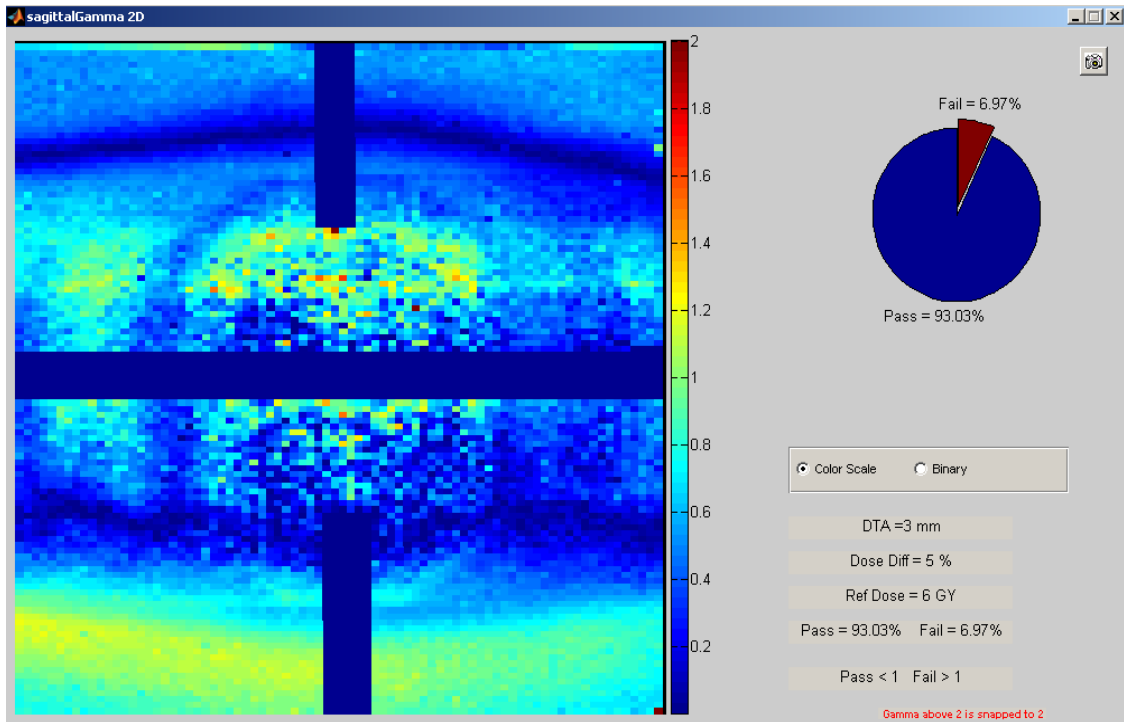 sagittalGamma 2D
2
1.8
1.6
1.4
1.2
1
0.8
0.6
0.4
0.2
Fail = 6.97%
Pass = 93.03%
Color Scale Binary
DTA =3 mm
Dose Diff = 5 %
Ref Dose = 6 GY
Pass = 93.03% Fail = 6.97%
Pass < 1 Fail > 1
Gamma above 2 is snapped to 2